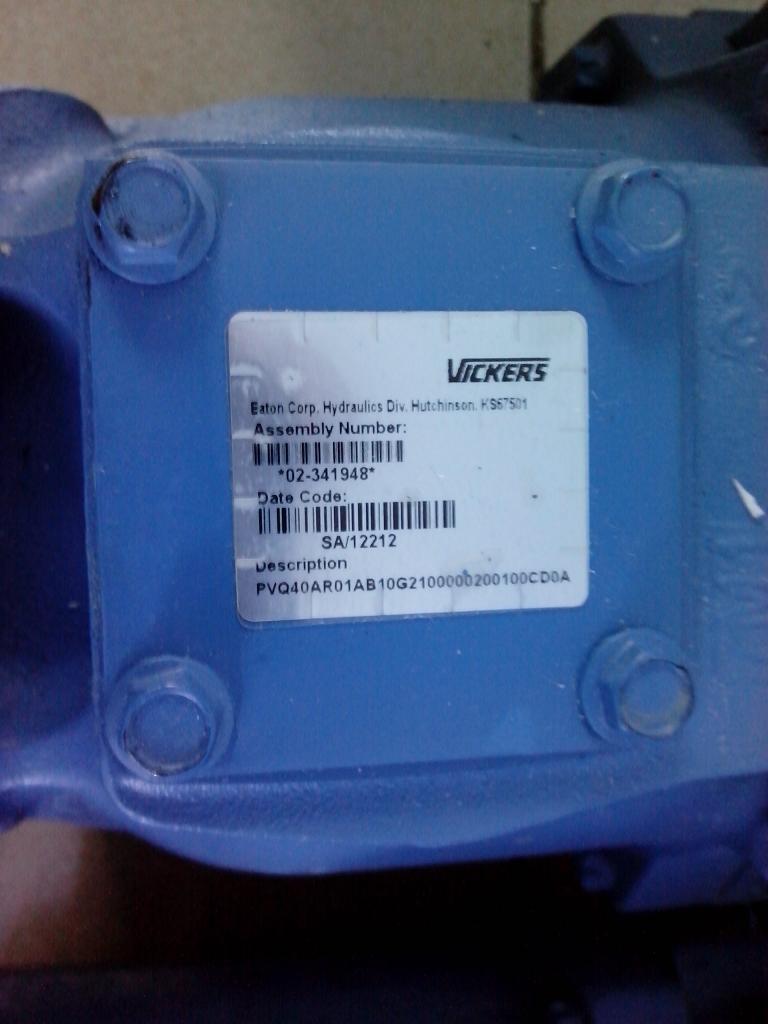 VICKERS
Eaton Corp. Hydraulics Div. Hutchinson, KS67501
Assembly Number:
*02-341948*
Date Code:
SA/12212
Description
PVQ40AR01AB10G2100000200100CD0A